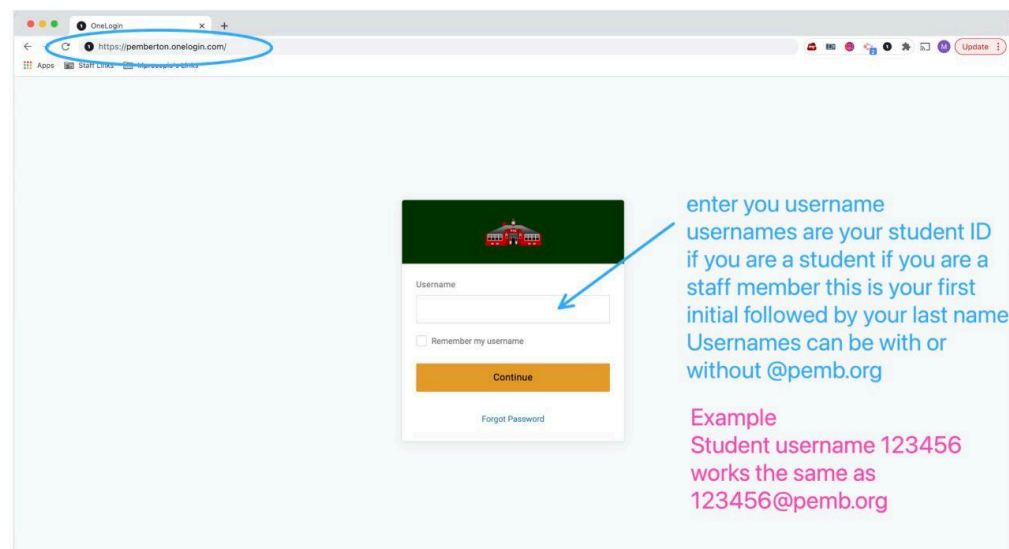 OneLogin
https://pemberton.onelogin.com/
Update
Apps
Staff Links
Username
Remember my username
Continue
Forgot Password
enter you username
usernames are your student ID
if you are a student if you are a
staff member this is your first
initial followed by your last name
Usernames can be with or
without @pemb.org
Example
Student username 123456
works the same as
123456@pemb.org